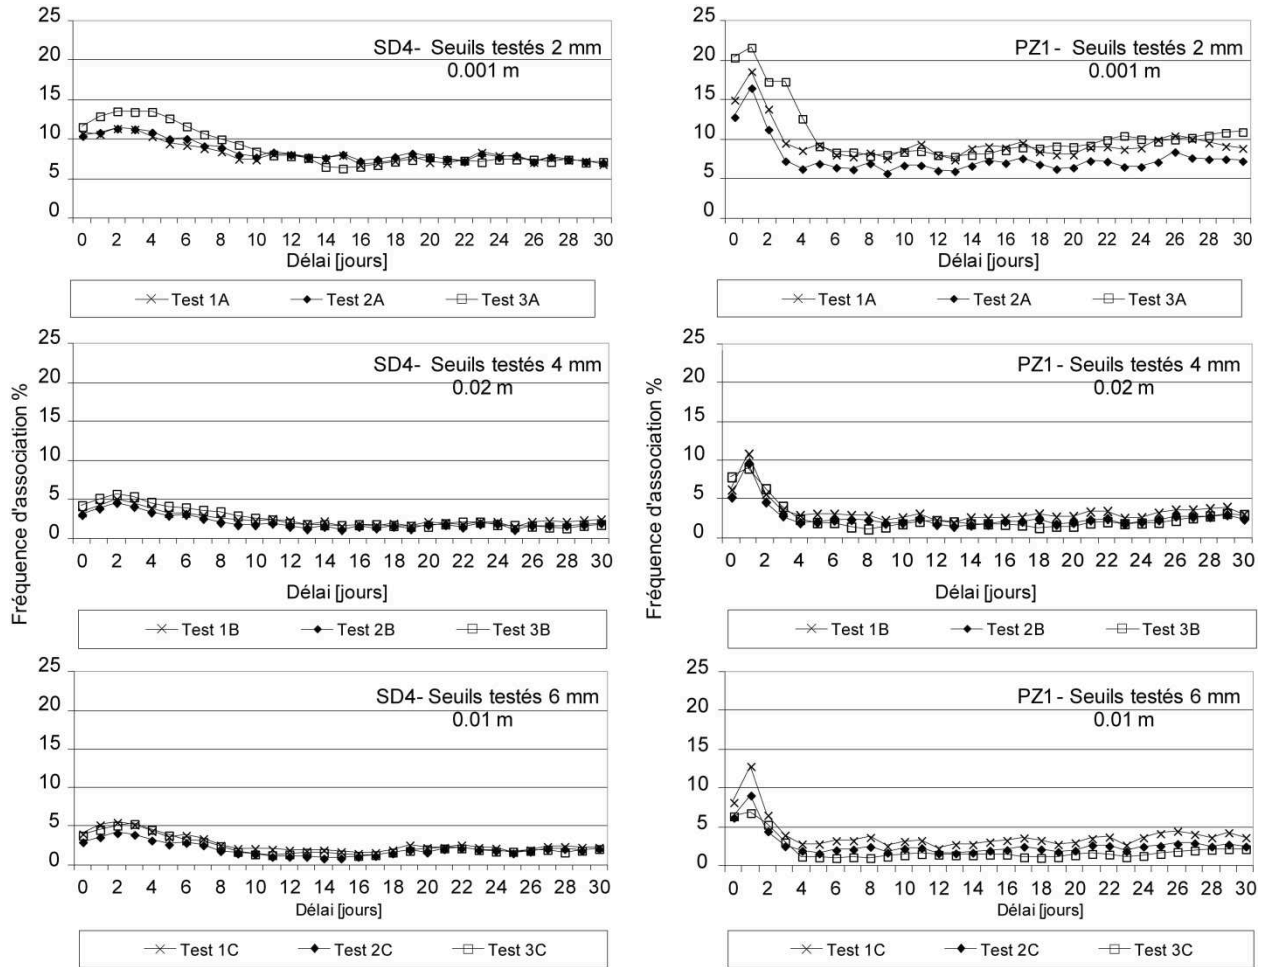 25
20
15
10
5
0
SD4- Seuils testés 2 mm
0.001 m
0 2 4 6 8 10 12 14 16 18 20 22 24 26 28 30
Délai [jours]
Test 1A Test 2A Test 3A
25
20
15
10
5
0
PZ1 - Seuils testés 2 mm
0.001 m
0 2 4 6 8 10 12 14 16 18 20 22 24 26 28 30
Délai [jours]
Test 1A Test 2A Test 3A
Fréquence d'association %
25
20
15
10
5
0
SD4- Seuils testés 4 mm
0.02 m
0 2 4 6 8 10 12 14 16 18 20 22 24 26 28 30
Délai [jours]
Test 1B Test 2B Test 3B
Fréquence d'association %
25
20
15
10
5
0
PZ1- Seuils testés 4 mm
0.02 m
0 2 4 6 8 10 12 14 16 18 20 22 24 26 28 30
Délai [jours]
Test 1B Test 2B Test 3B
25
20
15
10
5
0
SD4- Seuils testés 6 mm
0.01 m
0 2 4 6 8 10 12 14 16 18 20 22 24 26 28 30
Délai [jours]
Test 1C Test 2C Test 3C
25
20
15
10
5
0
PZ1 - Seuils testés 6 mm
0.01 m
0 2 4 6 8 10 12 14 16 18 20 22 24 26 28 30
Délai [jours]
Test 1C Test 2C Test 3C